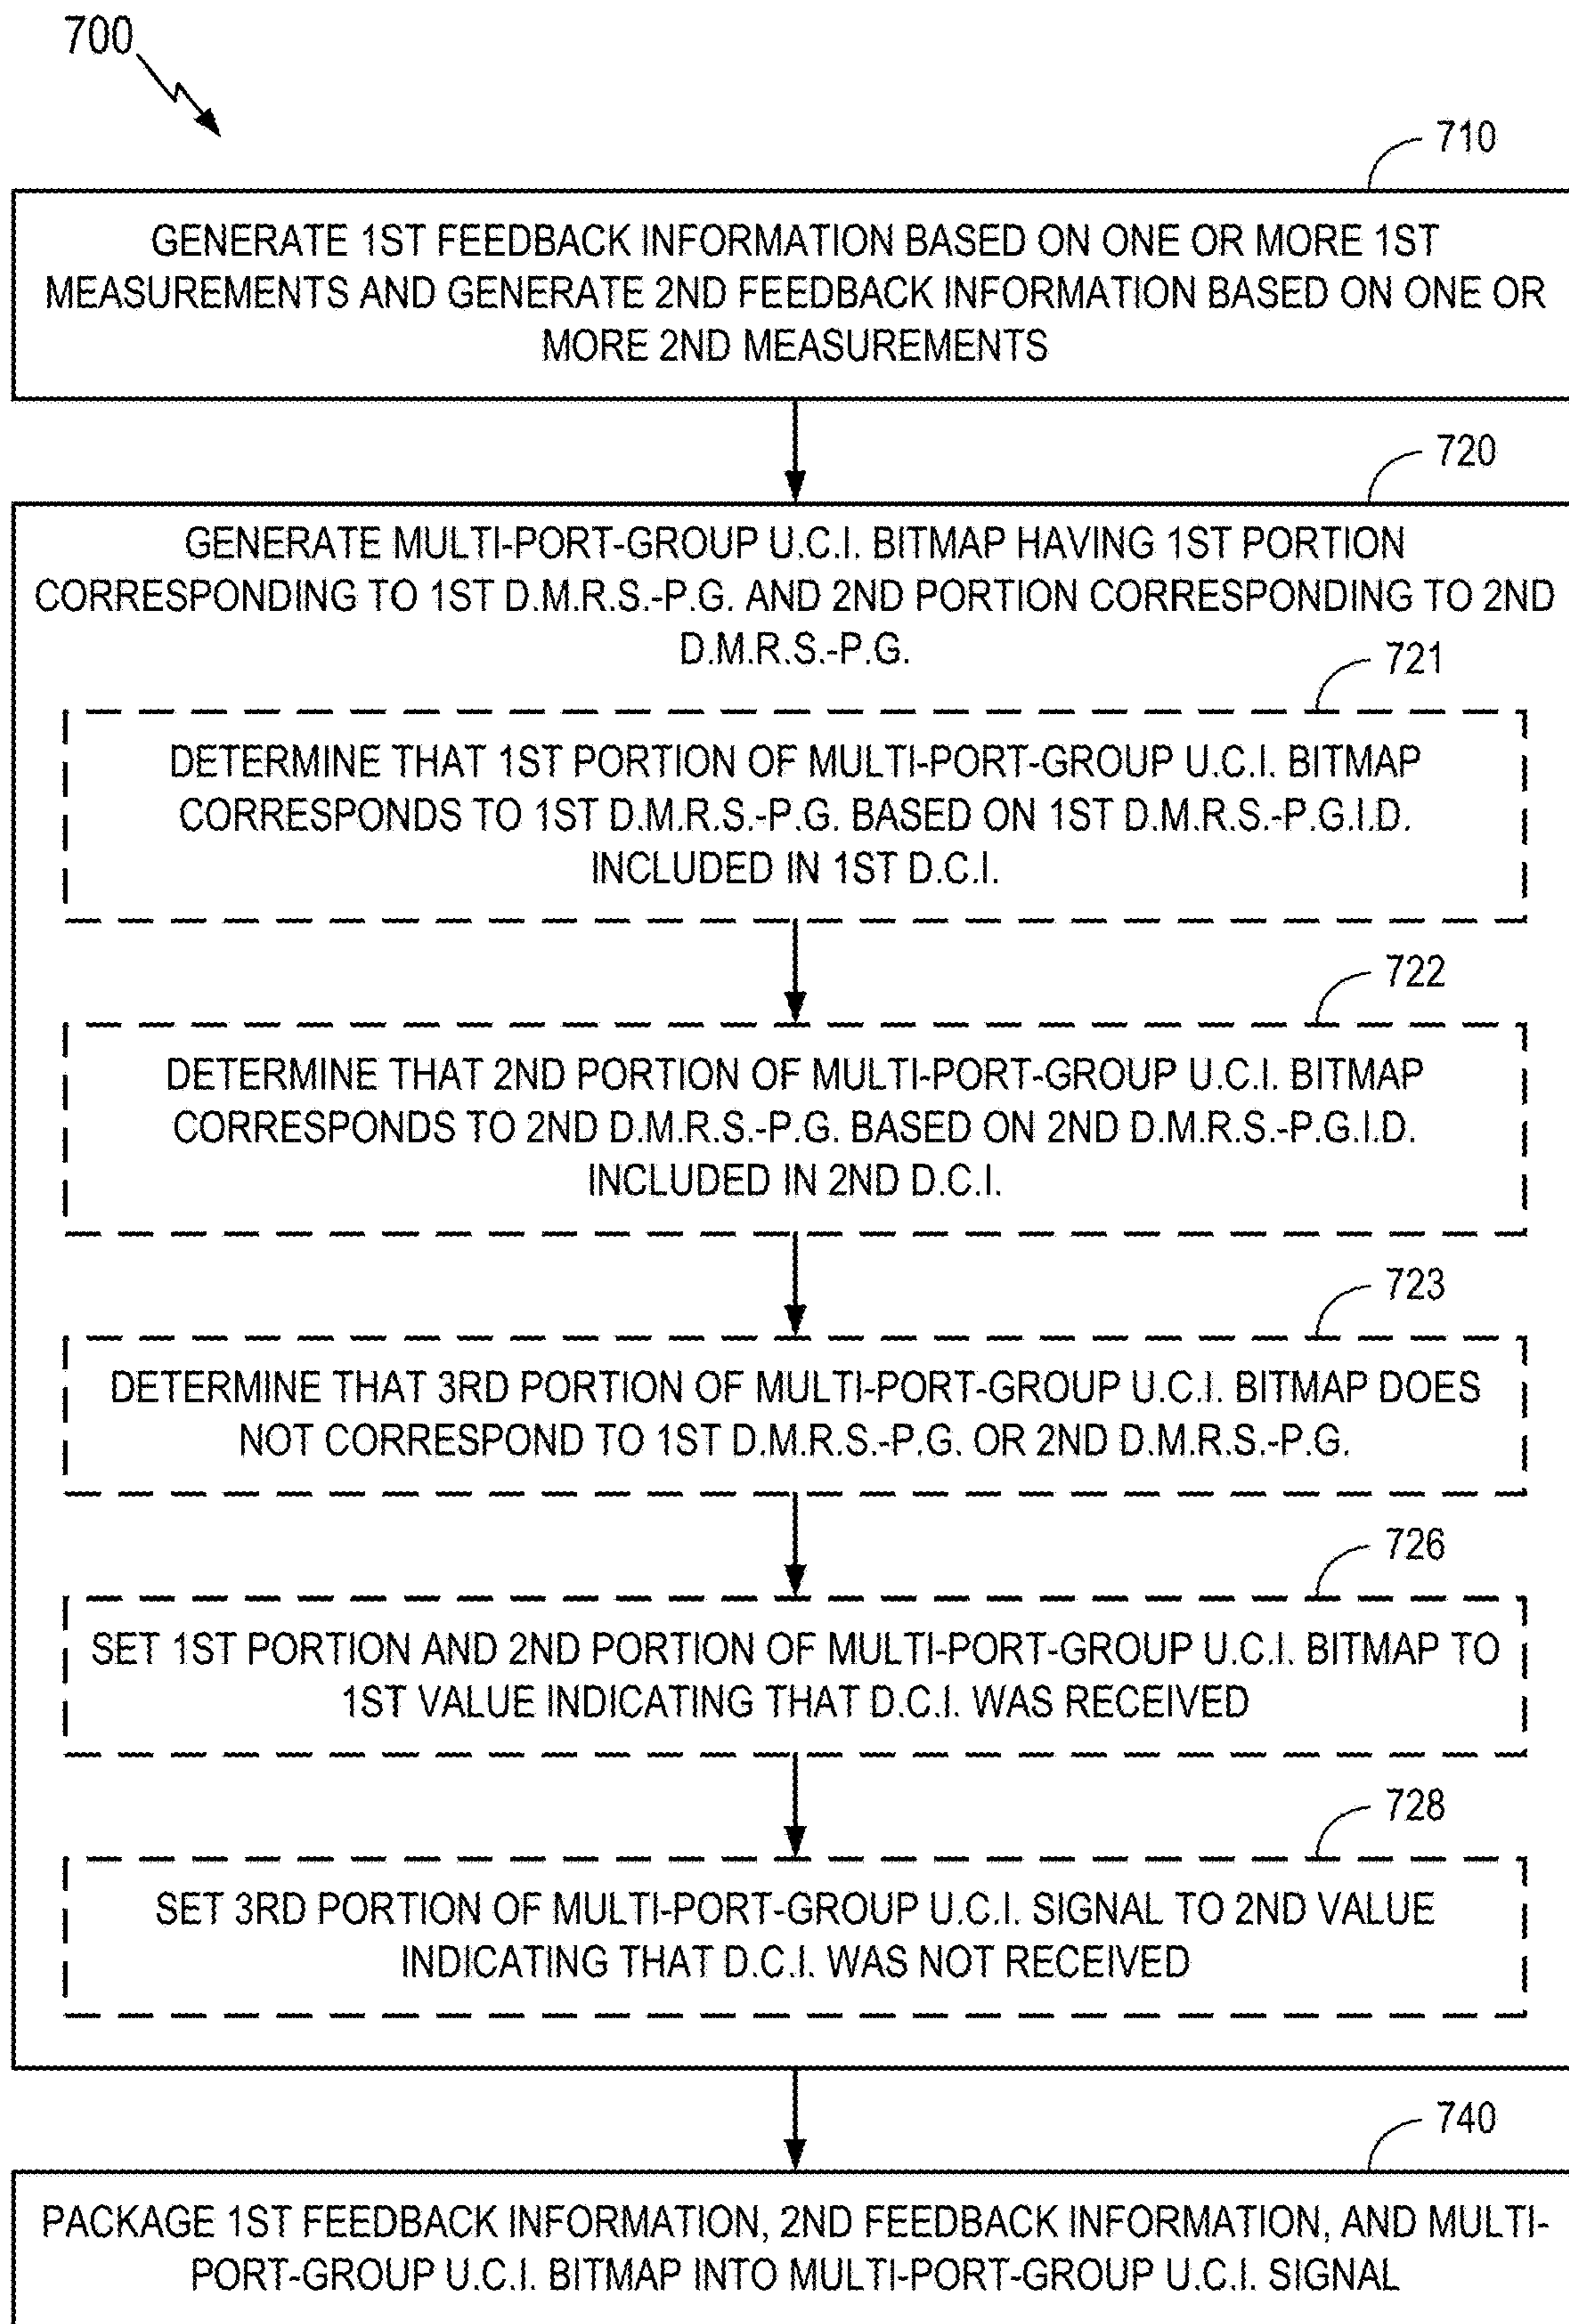 700
710
GENERATE 1ST FEEDBACK INFORMATION BASED ON ONE OR MORE 1ST
MEASUREMENTS AND GENERATE 2ND FEEDBACK INFORMATION BASED ON ONE OR
MORE 2ND MEASUREMENTS
720
GENERATE MULTI-PORT-GROUP U.C.I. BITMAP HAVING 1ST PORTION
CORRESPONDING TO 1ST D.M.R.S.-P.G. AND 2ND PORTION CORRESPONDING TO 2ND
D.M.R.S.-P.G.
721
DETERMINE THAT 1ST PORTION OF MULTI-PORT-GROUP U.C.I. BITMAP
CORRESPONDS TO 1ST D.M.R.S.-P.G. BASED ON 1ST D.M.R.S.-P.G.I.D.
INCLUDED IN 1ST D.C.I.
722
DETERMINE THAT 2ND PORTION OF MULTI-PORT-GROUP U.C.I. BITMAP
CORRESPONDS TO 2ND D.M.R.S.-P.G. BASED ON 2ND D.M.R.S.-P.G.I.D.
INCLUDED IN 2ND D.C.I.
723
DETERMINE THAT 3RD PORTION OF MULTI-PORT-GROUP U.C.I. BITMAP DOES
NOT CORRESPOND TO 1ST D.M.R.S.-P.G. OR 2ND D.M.R.S.-P.G.
726
SET 1ST PORTION AND 2ND PORTION OF MULTI-PORT-GROUP U.C.I. BITMAP TO
1ST VALUE INDICATING THAT D.C.I. WAS RECEIVED
728
SET 3RD PORTION OF MULTI-PORT-GROUP U.C.I. SIGNAL TO 2ND VALUE
INDICATING THAT D.C.I. WAS NOT RECEIVED
740
PACKAGE 1ST FEEDBACK INFORMATION, 2ND FEEDBACK INFORMATION, AND MULTI-
PORT-GROUP U.C.I. BITMAP INTO MULTI-PORT-GROUP U.C.I. SIGNAL